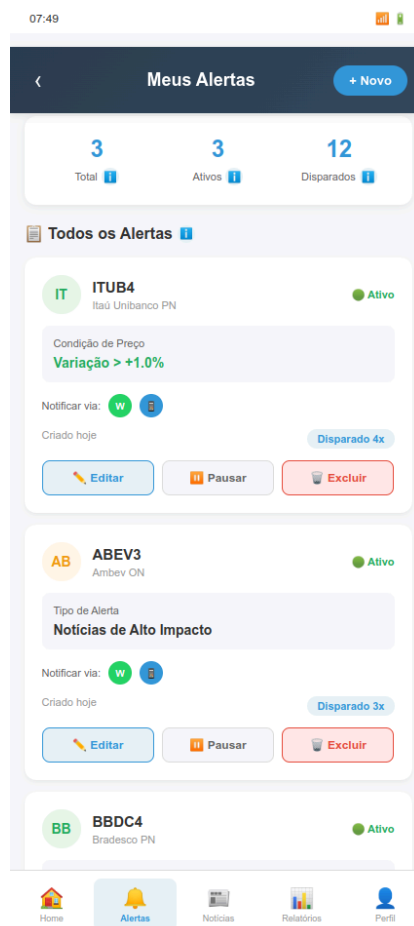 07:49
‹ Meus Alertas + Novo
3 3 12
Total ℹ️ Ativos ℹ️ Disparados ℹ️
📋 Todos os Alertas ℹ️
IT ITUB4 🟢 Ativo
Itaú Unibanco PN
Condição de Preço
Variação > +1.0%
Notificar via: W 📱
Criado hoje Disparado 4x
✏️ Editar ⏸️ Pausar 🗑️ Excluir
AB ABEV3 🟢 Ativo
Ambev ON
Tipo de Alerta
Notícias de Alto Impacto
Notificar via: W 📱
Criado hoje Disparado 3x
✏️ Editar ⏸️ Pausar 🗑️ Excluir
BB BBDC4 🟢 Ativo
Bradesco PN
Home Alertas Notícias Relatórios Perfil